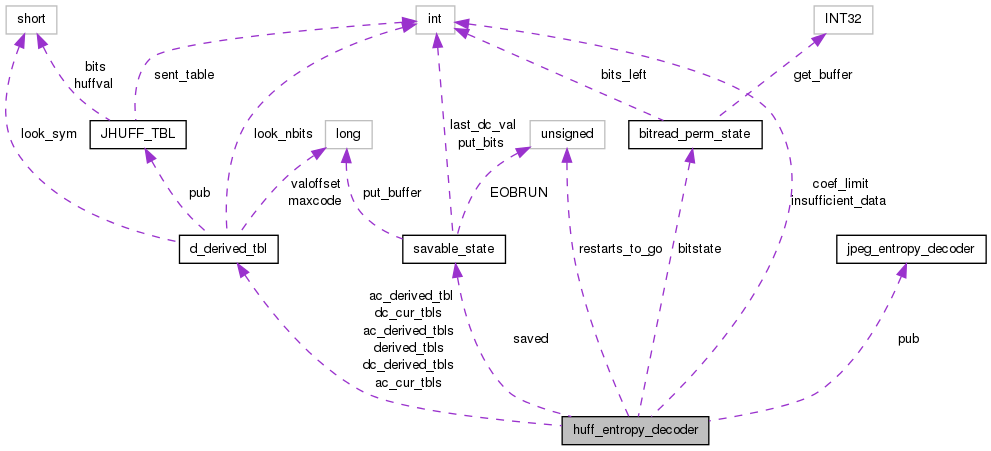 short
int
INT32
bits
huffval
sent_table
bits_left
get_buffer
look_sym
JHUFF_TBL
look_nbits
long
last_dc_val
put_bits
unsigned
bitread_perm_state
pub
valoffset
maxcode
put_buffer
EOBRUN
coef_limit
insufficient_data
d_derived_tbl
savable_state
restarts_to_go
bitstate
jpeg_entropy_decoder
ac_derived_tbl
dc_cur_tbls
ac_derived_tbls
derived_tbls
dc_derived_tbls
ac_cur_tbls
saved
pub
huff_entropy_decoder